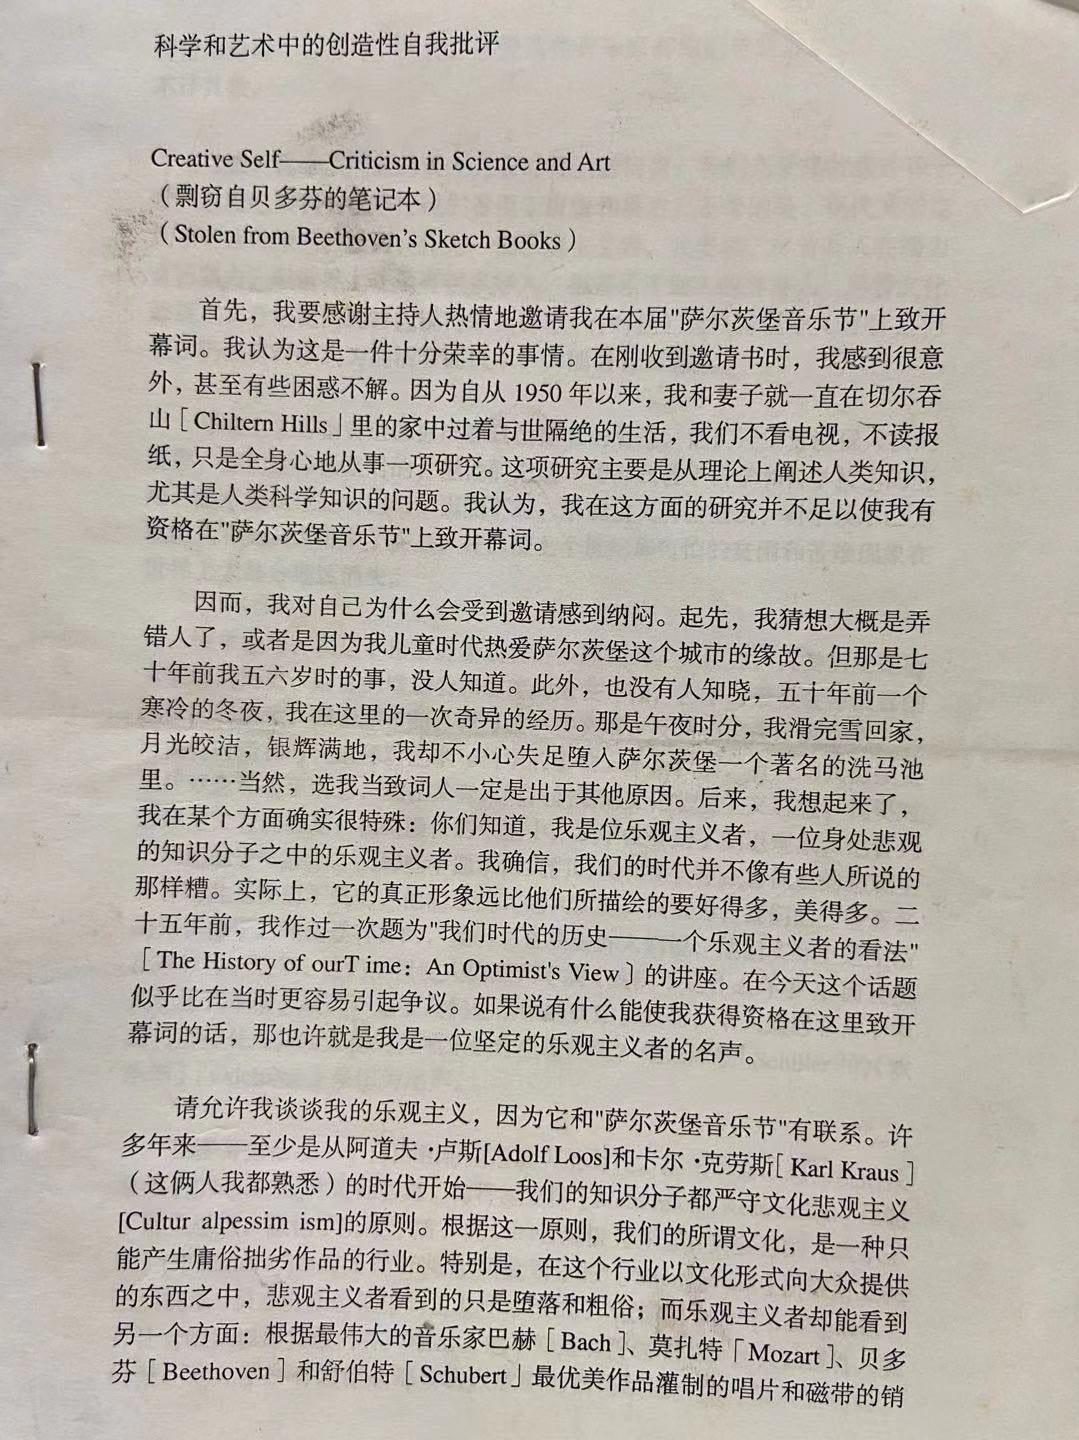 科学和艺术中的创造性自我批评
Creative Self——Criticism in Science and Art
（剽窃自贝多芬的笔记本）
（Stolen from Beethoven's Sketch Books）
首先，我要感谢主持人热情地邀请我在本届"萨尔茨堡音乐节"上致开
幕词。我认为这是一件十分荣幸的事情。在刚收到邀请书时，我感到很意
外，甚至有些困惑不解。因为自从 1950 年以来，我和妻子就一直在切尔吞
山［Chiltern Hills」里的家中过着与世隔绝的生活，我们不看电视，不读报
纸，只是全身心地从事一项研究。这项研究主要是从理论上阐述人类知识，
尤其是人类科学知识的问题。我认为，我在这方面的研究并不足以使我有
资格在"萨尔茨堡音乐节"上致开幕词。
因而，我对自己为什么会受到邀请感到纳闷。起先，我猜想大概是弄
错人了，或者是因为我儿童时代热爱萨尔茨堡这个城市的缘故。但那是七
十年前我五六岁时的事，没人知道。此外，也没有人知晓，五十年前一个
寒冷的冬夜，我在这里的一次奇异的经历。那是午夜时分，我滑完雪回家，
月光皎洁，银辉满地，我却不小心失足堕入萨尔茨堡一个著名的洗马池
里。……当然，选我当致词人一定是出于其他原因。后来，我想起来了，
我在某个方面确实很特殊：你们知道，我是位乐观主义者，一位身处悲观
的知识分子之中的乐观主义者。我确信，我们的时代并不像有些人所说的
那样糟。实际上，它的真正形象远比他们所描绘的要好得多，美得多。二
十五年前，我作过一次题为"我们时代的历史——一个乐观主义者的看法"
［The History of ourT ime：An Optimist's View］的讲座。在今天这个话题
似乎比在当时更容易引起争议。如果说有什么能使我获得资格在这里致开
幕词的话，那也许就是我是一位坚定的乐观主义者的名声。
请允许我谈谈我的乐观主义，因为它和"萨尔茨堡音乐节"有联系。许
多年来——至少是从阿道夫·卢斯[Adolf Loos]和卡尔·克劳斯［Karl Kraus］
（这俩人我都熟悉）的时代开始——我们的知识分子都严守文化悲观主义
[Cultur alpessim ism]的原则。根据这一原则，我们的所谓文化，是一种只
能产生庸俗拙劣作品的行业。特别是，在这个行业以文化形式向大众提供
的东西之中，悲观主义者看到的只是堕落和粗俗；而乐观主义者却能看到
另一个方面：根据最伟大的音乐家巴赫［Bach］、莫扎特「Mozart］、贝多
芬［Beethoven］和舒伯特［Schubert」最优美作品灌制的唱片和磁带的销